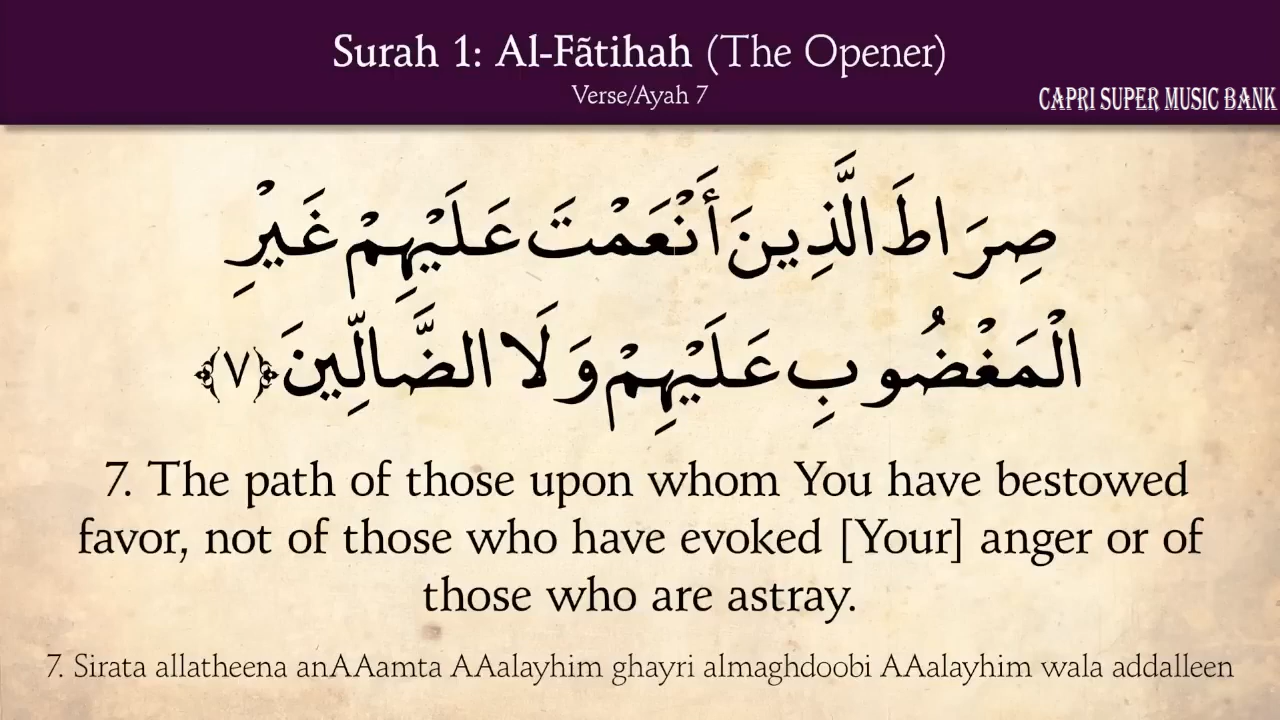 Surah 1: Al-Fãtihah (The Opener)
Verse/Ayah 7
CAPRI SUPER MUSIC BANK
صِرَاطَ الَّذِينَ أَنْعَمْتَ عَلَيْهِمْ غَيْرِ
الْمَغْضُوبِ عَلَيْهِمْ وَلَا الضَّالِّينَ ﴿٧﴾
7. The path of those upon whom You have bestowed
favor, not of those who have evoked [Your] anger or of
those who are astray.
7. Sirata allatheena anAAamta AAalayhim ghayri almaghdoobi AAalayhim wala addalleen